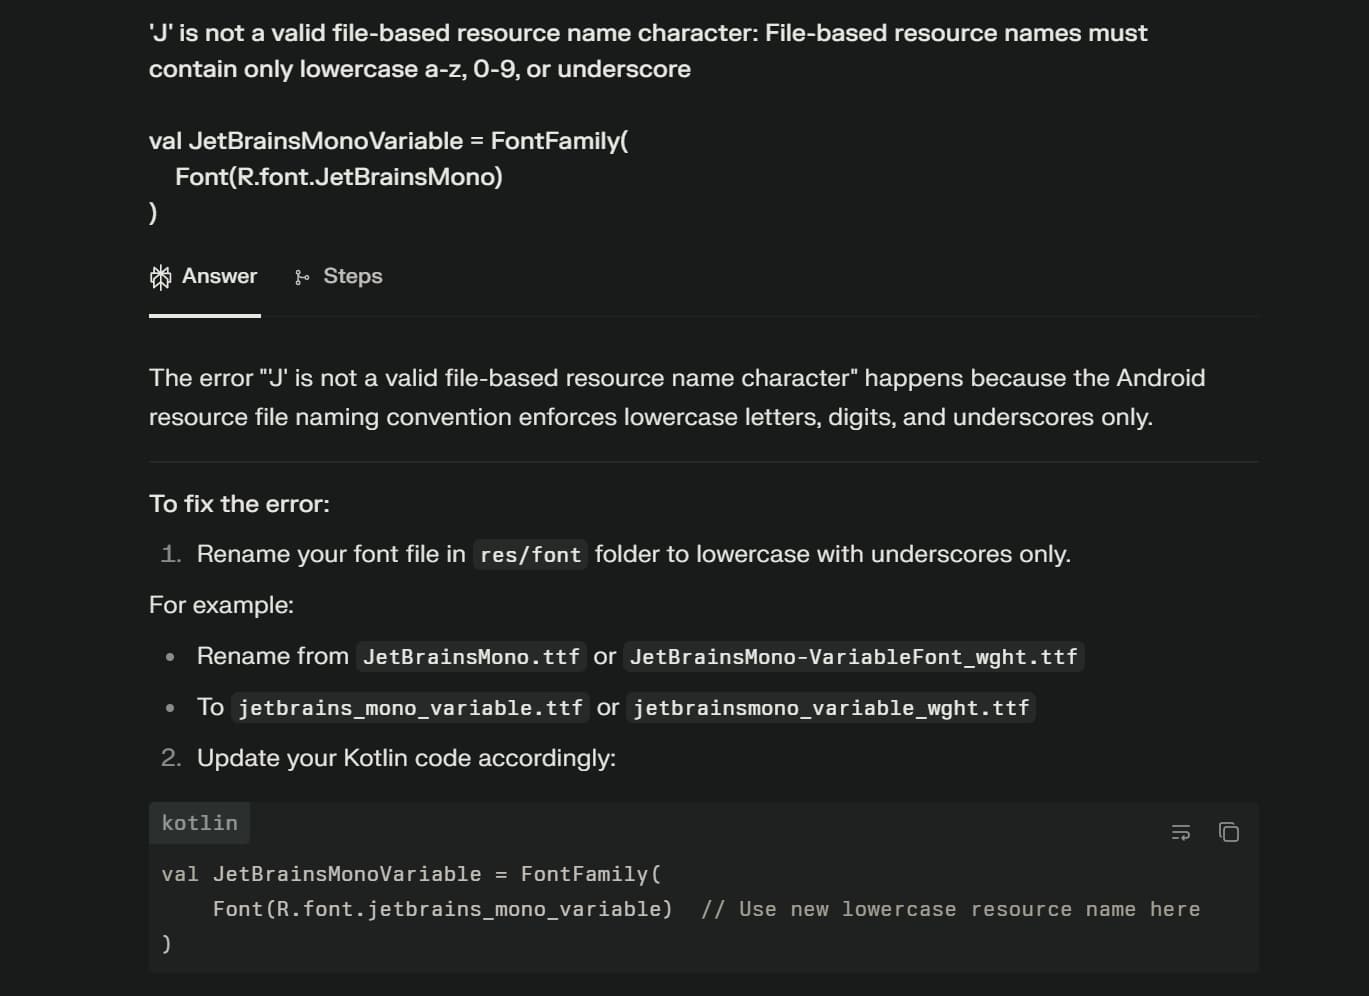 'J' is not a valid file-based resource name character: File-based resource names must
contain only lowercase a-z, 0-9, or underscore
val JetBrainsMonoVariable = FontFamily(
    Font(R.font.JetBrainsMono)
)
Answer Steps
The error "'J' is not a valid file-based resource name character" happens because the Android
resource file naming convention enforces lowercase letters, digits, and underscores only.
To fix the error:
1. Rename your font file in res/font folder to lowercase with underscores only.
For example:
• Rename from JetBrainsMono.ttf or JetBrainsMono-VariableFont_wght.ttf
• To jetbrains_mono_variable.ttf or jetbrainsmono_variable_wght.ttf
2. Update your Kotlin code accordingly:
kotlin
val JetBrainsMonoVariable = FontFamily(
    Font(R.font.jetbrains_mono_variable)  // Use new lowercase resource name here
)